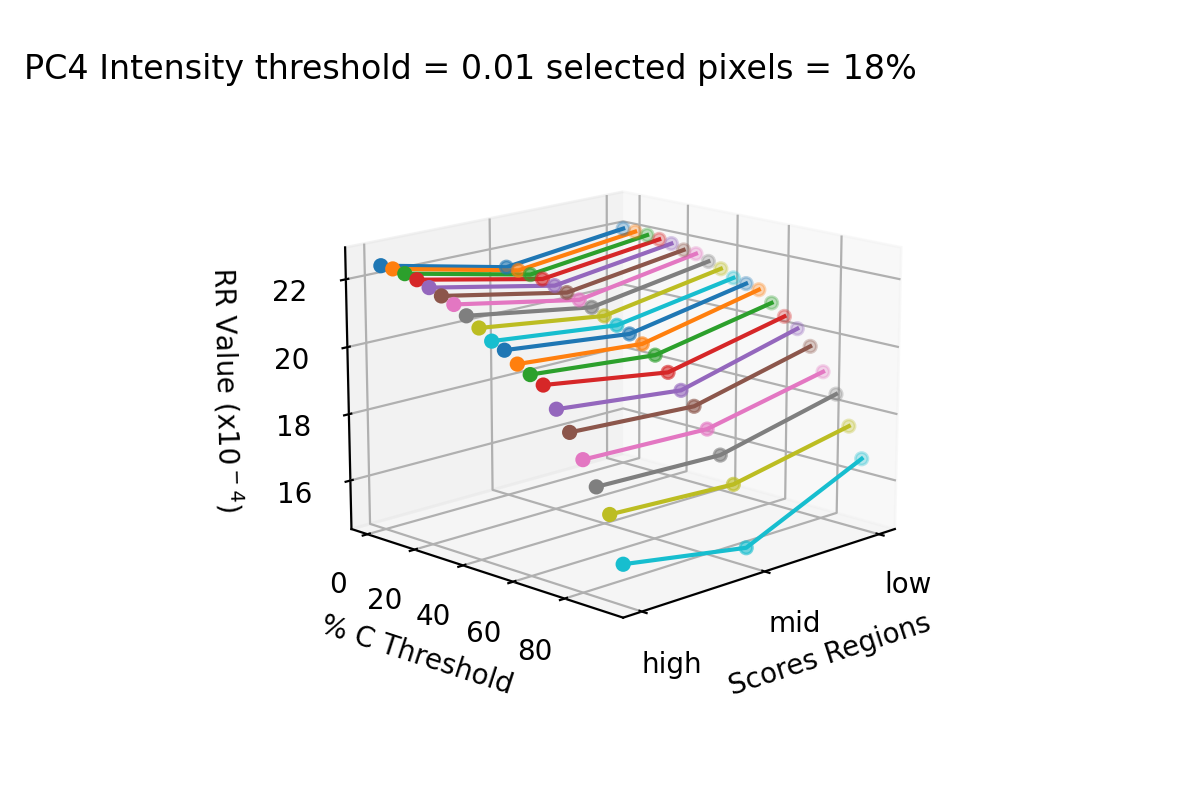 PC4 Intensity threshold = 0.01 selected pixels = 18%
RR Value (x10⁻⁴)
22
20
18
16
0
20
40
60
80
% C Threshold
high
mid
low
Scores Regions